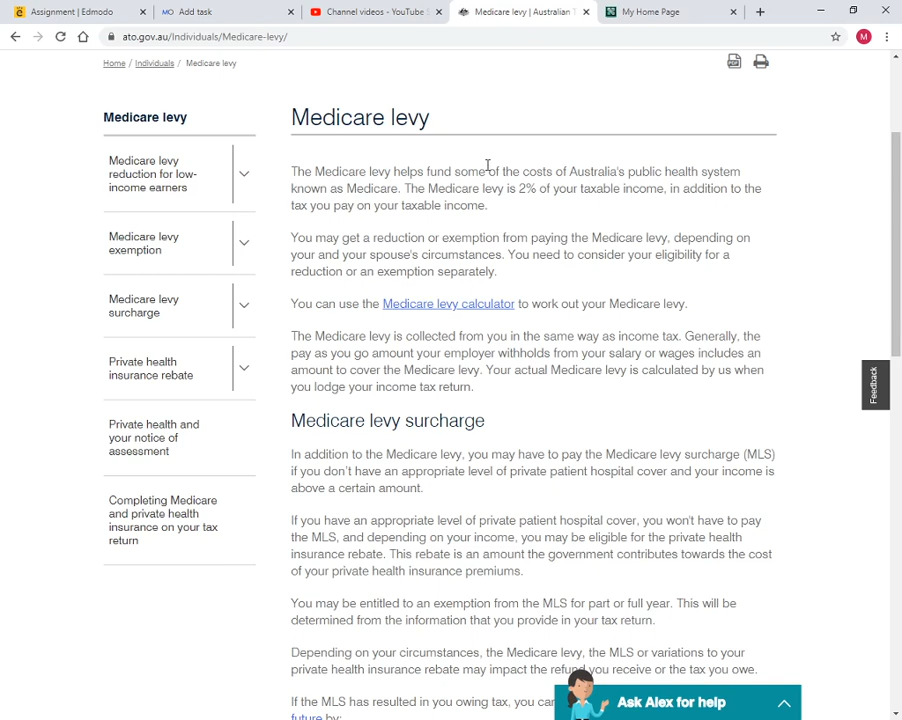 Assignment | Edmodo
MO Add task
Channel videos - YouTube S
Medicare levy | Australian T
My Home Page
ato.gov.au/Individuals/Medicare-levy/
M
Home / Individuals / Medicare levy
PDF
Medicare levy
Medicare levy
reduction for low-
income earners
Medicare levy
exemption
Medicare levy
surcharge
Private health
insurance rebate
Private health and
your notice of
assessment
Completing Medicare
and private health
insurance on your tax
return
Medicare levy
The Medicare levy helps fund some of the costs of Australia's public health system
known as Medicare. The Medicare levy is 2% of your taxable income, in addition to the
tax you pay on your taxable income.
You may get a reduction or exemption from paying the Medicare levy, depending on
your and your spouse's circumstances. You need to consider your eligibility for a
reduction or an exemption separately.
You can use the Medicare levy calculator to work out your Medicare levy.
The Medicare levy is collected from you in the same way as income tax. Generally, the
pay as you go amount your employer withholds from your salary or wages includes an
amount to cover the Medicare levy. Your actual Medicare levy is calculated by us when
you lodge your income tax return.
Medicare levy surcharge
In addition to the Medicare levy, you may have to pay the Medicare levy surcharge (MLS)
if you don't have an appropriate level of private patient hospital cover and your income is
above a certain amount.
If you have an appropriate level of private patient hospital cover, you won't have to pay
the MLS, and depending on your income, you may be eligible for the private health
insurance rebate. This rebate is an amount the government contributes towards the cost
of your private health insurance premiums.
You may be entitled to an exemption from the MLS for part or full year. This will be
determined from the information that you provide in your tax return.
Depending on your circumstances, the Medicare levy, the MLS or variations to your
private health insurance rebate may impact the refund you receive or the tax you owe.
If the MLS has resulted in you owing tax, you can
future by:
Feedback
Ask Alex for help